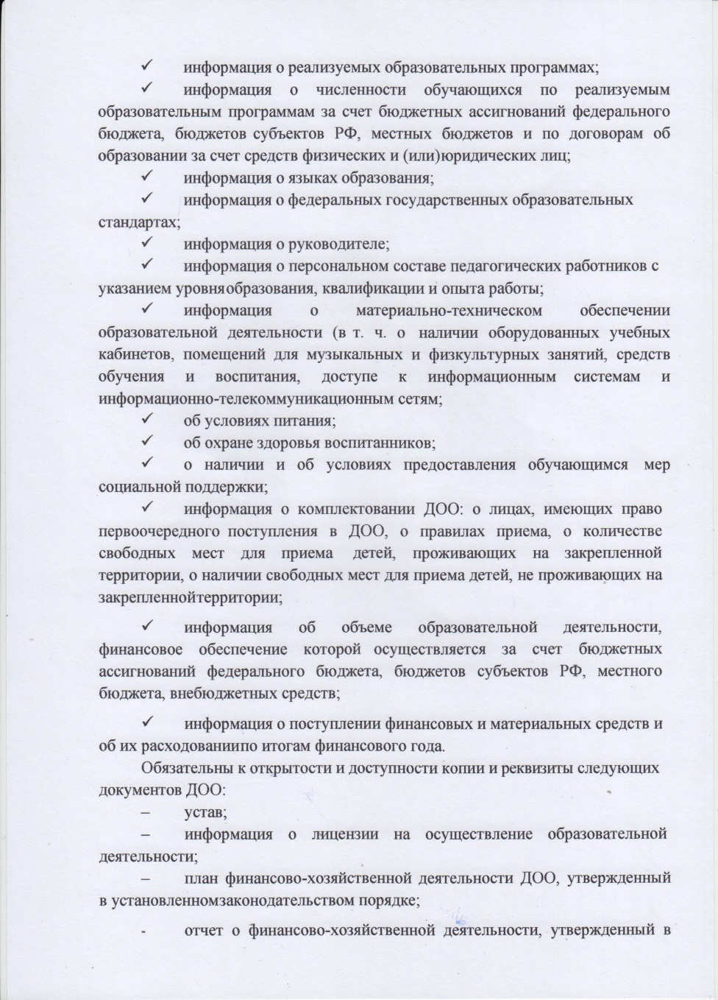 ✓ информация о реализуемых образовательных программах;
✓ информация о численности обучающихся по реализуемым
образовательным программам за счет бюджетных ассигнований федерального
бюджета, бюджетов субъектов РФ, местных бюджетов и по договорам об
образовании за счет средств физических и (или)юридических лиц;
✓ информация о языках образования;
✓ информация о федеральных государственных образовательных
стандартах;
✓ информация о руководителе;
✓ информация о персональном составе педагогических работников с
указанием уровняобразования, квалификации и опыта работы;
✓ информация о материально-техническом обеспечении
образовательной деятельности (в т. ч. о наличии оборудованных учебных
кабинетов, помещений для музыкальных и физкультурных занятий, средств
обучения и воспитания, доступе к информационным системам и
информационно-телекоммуникационным сетям;
✓ об условиях питания;
✓ об охране здоровья воспитанников;
✓ о наличии и об условиях предоставления обучающимся мер
социальной поддержки;
✓ информация о комплектовании ДОО: о лицах, имеющих право
первоочередного поступления в ДОО, о правилах приема, о количестве
свободных мест для приема детей, проживающих на закрепленной
территории, о наличии свободных мест для приема детей, не проживающих на
закрепленнойтерритории;
✓ информация об объеме образовательной деятельности,
финансовое обеспечение которой осуществляется за счет бюджетных
ассигнований федерального бюджета, бюджетов субъектов РФ, местного
бюджета, внебюджетных средств;
✓ информация о поступлении финансовых и материальных средств и
об их расходованиипо итогам финансового года.
Обязательны к открытости и доступности копии и реквизиты следующих
документов ДОО:
– устав;
– информация о лицензии на осуществление образовательной
деятельности;
– план финансово-хозяйственной деятельности ДОО, утвержденный
в установленномзаконодательством порядке;
- отчет о финансово-хозяйственной деятельности, утвержденный в